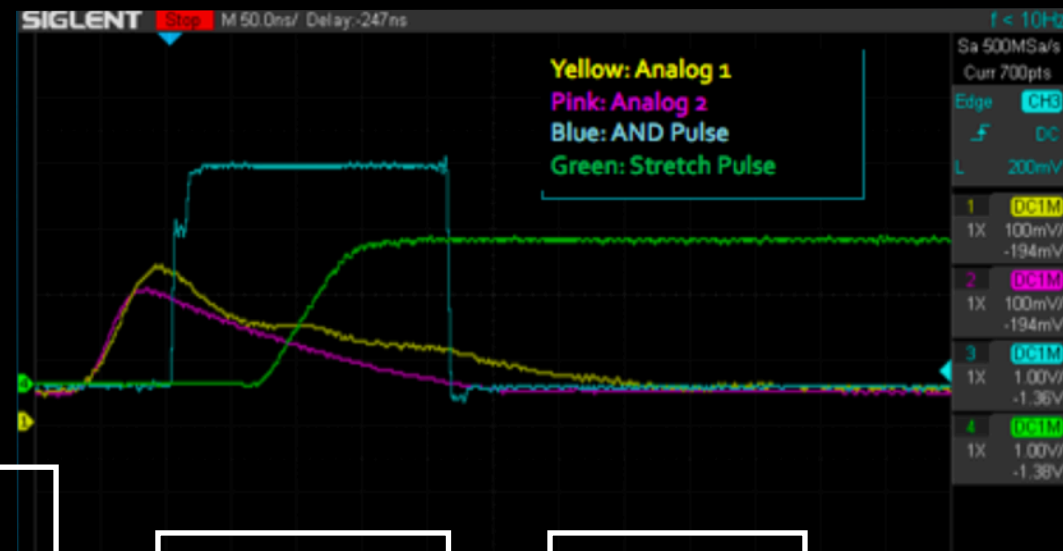 SIGLENT Stop M 50.0ns/ Delay:-247ns f < 10Hz
Sa 500MSa/s
Curr 700pts
Yellow: Analog 1
Pink: Analog 2
Blue: AND Pulse
Green: Stretch Pulse
Edge CH3
DC
L 200mV
1 DC1M
1X 100mV/
-194mV
2 DC1M
1X 100mV/
-194mV
3 DC1M
1X 1.00V/
-1.36V
4 DC1M
1X 1.00V/
-1.38V
4
1